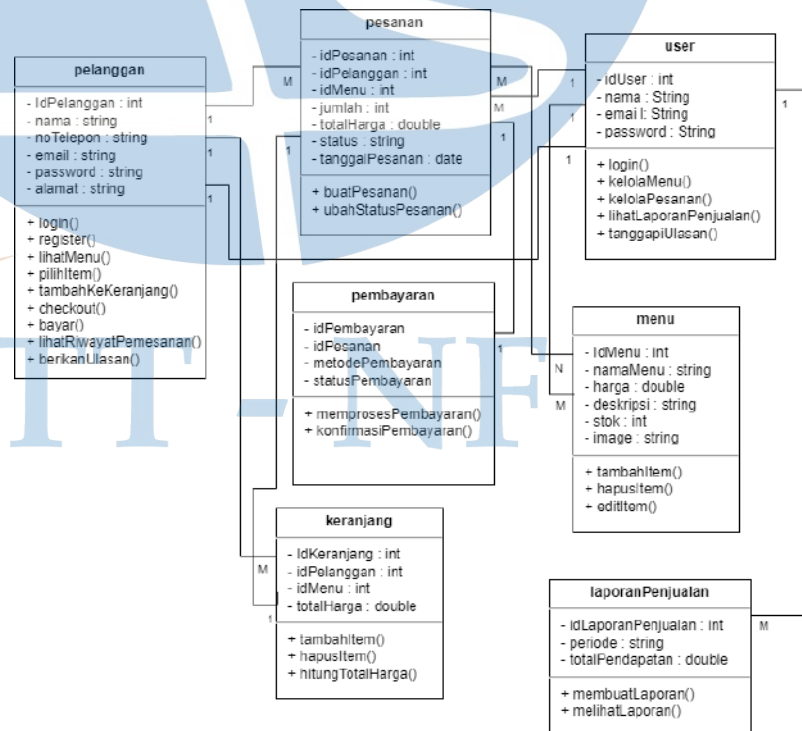 pelanggan
- IdPelanggan : int
- nama : string
- noTelepon : string
- email : string
- password : string
- alamat : string
+ login()
+ register()
+ lihatMenu()
+ pilihItem()
+ tambahKeKeranjang()
+ checkout()
+ bayar()
+ lihatRiwayatPemesanan()
+ berikanUlasan()
1
1
1
pesanan
- idPesanan : int
- idPelanggan : int
- idMenu : int
- jumlah : int
- totalHarga : double
- status : string
- tanggalPesanan : date
+ buatPesanan()
+ ubahStatusPesanan()
M
1
M
M
1
user
- idUser : int
- nama : String
- email : String
- password : String
+ login()
+ kelolaMenu()
+ kelolaPesanan()
+ lihatLaporanPenjualan()
+ tanggapiUlasan()
1
1
1
1
pembayaran
- idPembayaran
- idPesanan
- metodePembayaran
- statusPembayaran
+ memprosesPembayaran()
+ konfirmasiPembayaran()
1
menu
- IdMenu : int
- namaMenu : string
- harga : double
- deskripsi : string
- stok : int
- image : string
+ tambahItem()
+ hapusItem()
+ editItem()
N
M
keranjang
- IdKeranjang : int
- idPelanggan : int
- idMenu : int
- totalHarga : double
+ tambahItem()
+ hapusItem()
+ hitungTotalHarga()
M
1
laporanPenjualan
- idLaporanPenjualan : int
- periode : string
- totalPendapatan : double
+ membuatLaporan()
+ melihatLaporan()
M
TT - NF